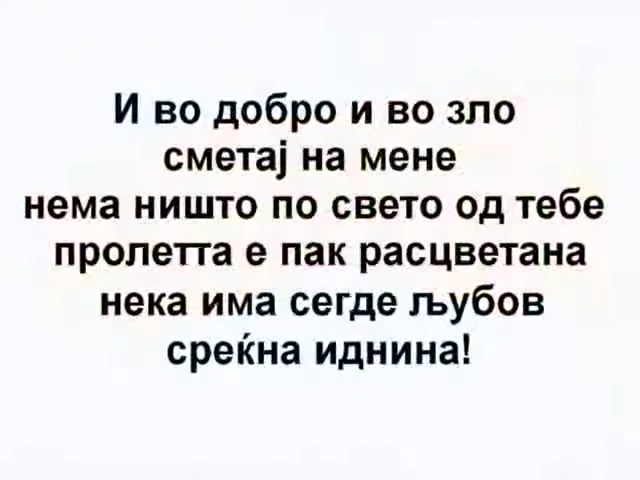 И во добро и во зло
сметај на мене
нема ништо по свето од тебе
пролетта е пак расцветана
нека има сегде љубов
среќна иднина!